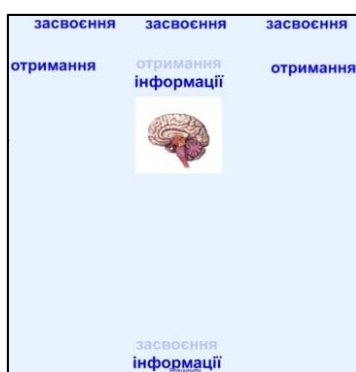 засвоєння засвоєння засвоєння
отримання отримання отримання
інформації
засвоєння
інформації